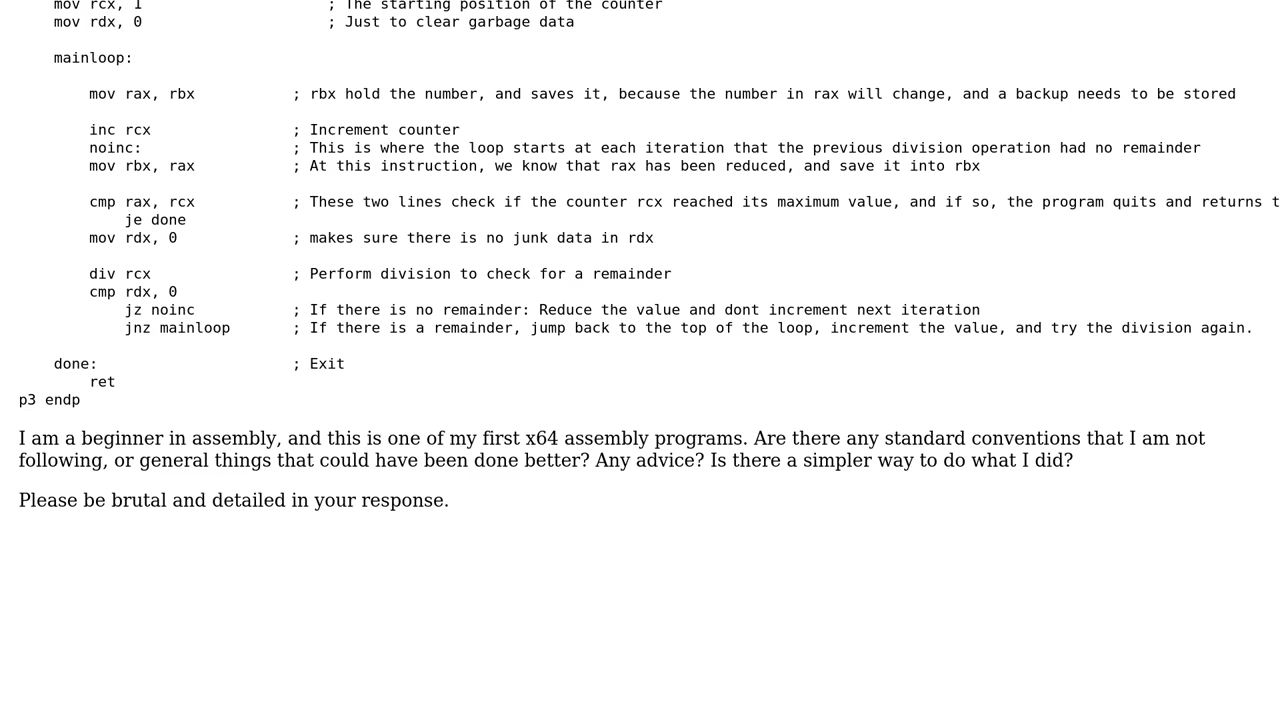 mov rcx, 1 ; The starting position of the counter
mov rdx, 0 ; Just to clear garbage data
mainloop:
mov rax, rbx ; rbx hold the number, and saves it, because the number in rax will change, and a backup needs to be stored
inc rcx ; Increment counter
noinc: ; This is where the loop starts at each iteration that the previous division operation had no remainder
mov rbx, rax ; At this instruction, we know that rax has been reduced, and save it into rbx
cmp rax, rcx ; These two lines check if the counter rcx reached its maximum value, and if so, the program quits and returns t
je done
mov rdx, 0 ; makes sure there is no junk data in rdx
div rcx ; Perform division to check for a remainder
cmp rdx, 0
jz noinc ; If there is no remainder: Reduce the value and dont increment next iteration
jnz mainloop ; If there is a remainder, jump back to the top of the loop, increment the value, and try the division again.
done: ; Exit
ret
p3 endp
I am a beginner in assembly, and this is one of my first x64 assembly programs. Are there any standard conventions that I am not
following, or general things that could have been done better? Any advice? Is there a simpler way to do what I did?
Please be brutal and detailed in your response.